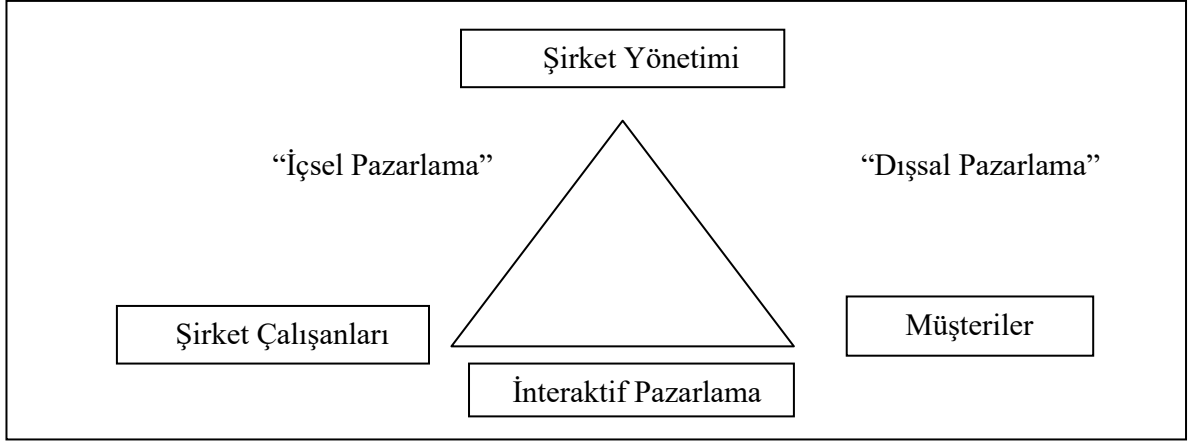 Şirket Yönetimi
“İçsel Pazarlama”
“Dışsal Pazarlama”
Şirket Çalışanları
Müşteriler
İnteraktif Pazarlama